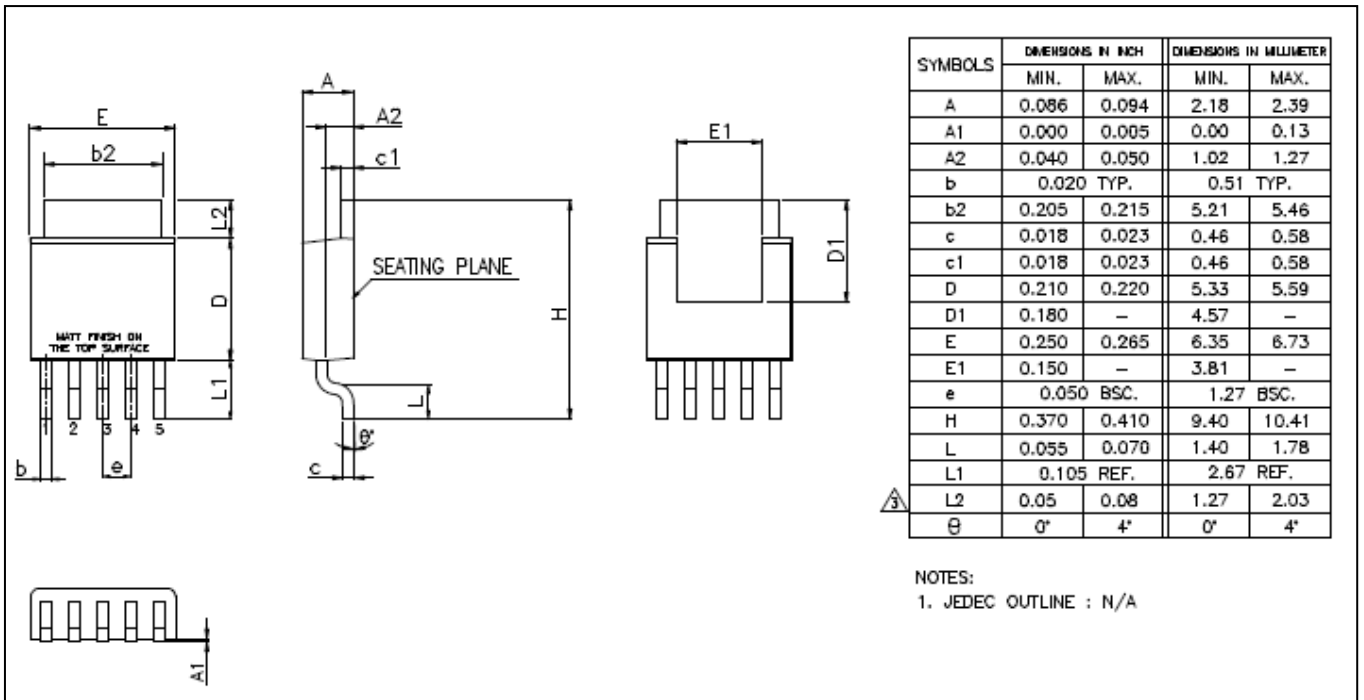 E
b2
L2
D
MATT FINISH ON
THE TOP SURFACE
L1
1 2 3 4 5
b
e
A
A2
c1
SEATING PLANE
H
L
θ°
c
E1
D1
A1
SYMBOLS DIMENSIONS IN INCH DIMENSIONS IN MILLIMETER
MIN. MAX. MIN. MAX.
A 0.086 0.094 2.18 2.39
A1 0.000 0.005 0.00 0.13
A2 0.040 0.050 1.02 1.27
b 0.020 TYP. 0.51 TYP.
b2 0.205 0.215 5.21 5.46
c 0.018 0.023 0.46 0.58
c1 0.018 0.023 0.46 0.58
D 0.210 0.220 5.33 5.59
D1 0.180 – 4.57 –
E 0.250 0.265 6.35 6.73
E1 0.150 – 3.81 –
e 0.050 BSC. 1.27 BSC.
H 0.370 0.410 9.40 10.41
L 0.055 0.070 1.40 1.78
L1 0.105 REF. 2.67 REF.
3 L2 0.05 0.08 1.27 2.03
θ 0° 4° 0° 4°
NOTES:
1. JEDEC OUTLINE : N/A